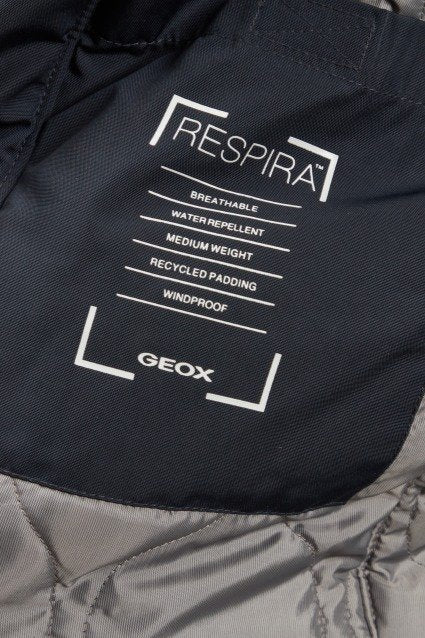 RESPIRA™
BREATHABLE
WATER REPELLENT
MEDIUM WEIGHT
RECYCLED PADDING
WINDPROOF
GEOX